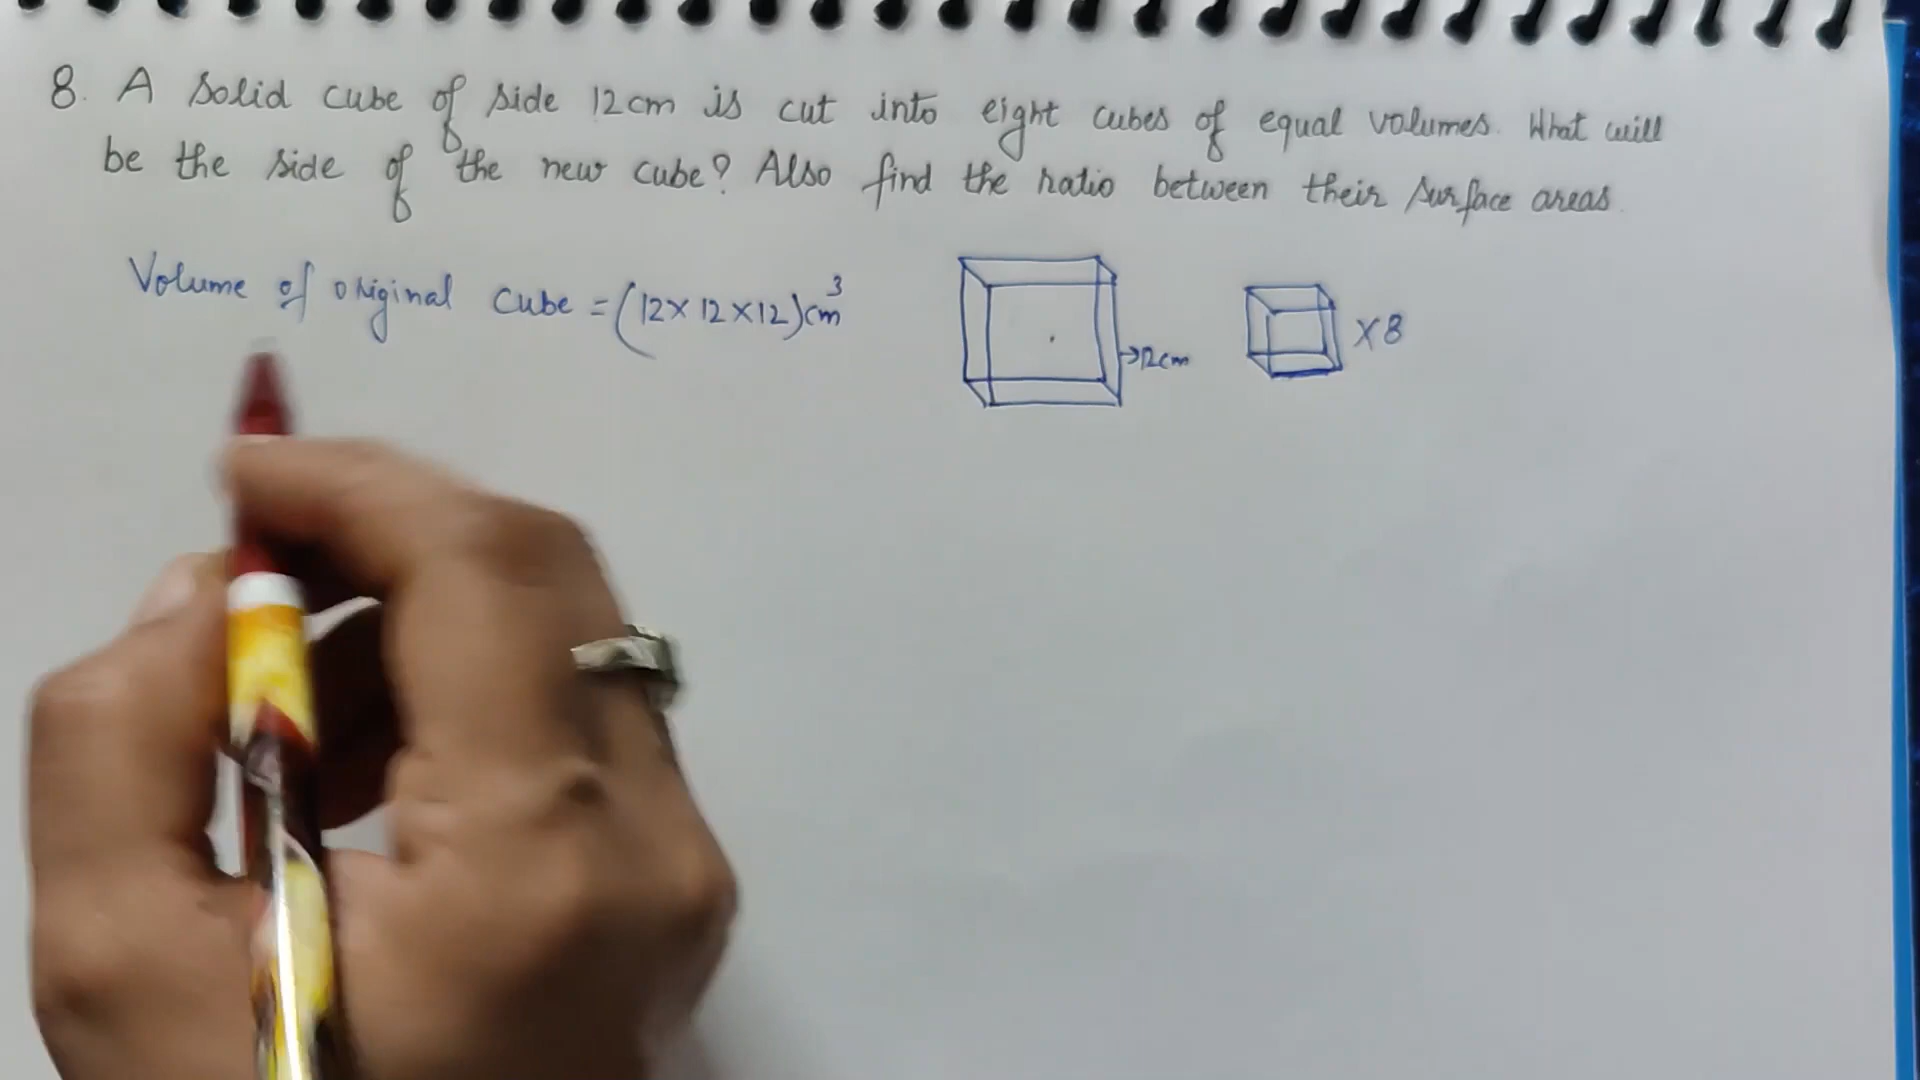 8. A solid cube of side 12cm is cut into eight cubes of equal volumes. What will
be the side of the new cube? Also find the ratio between their surface areas.
Volume of original cube = (12 × 12 × 12) cm³
→12cm
×8